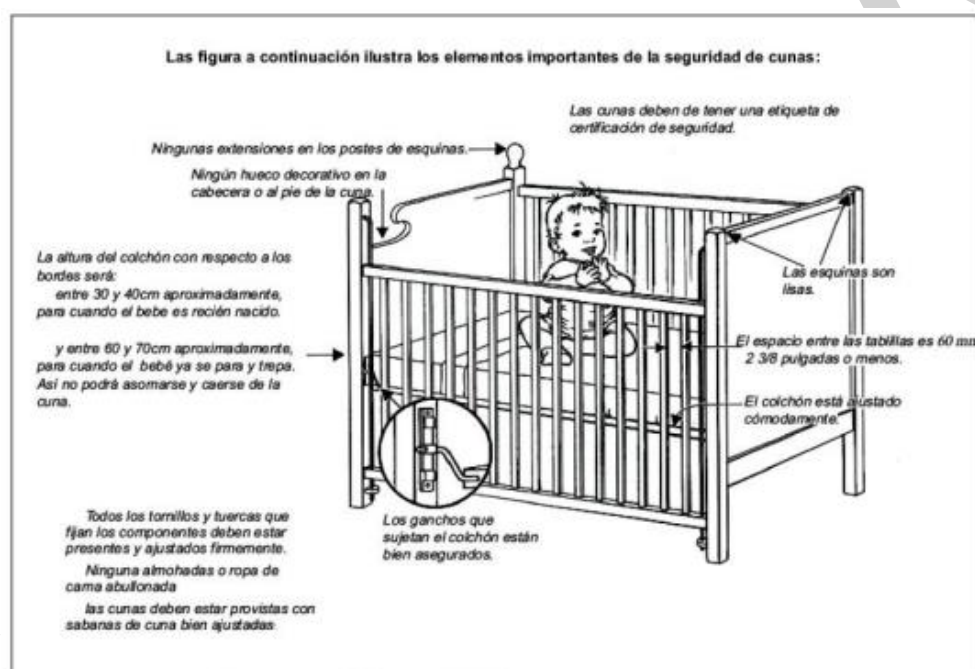 Las figura a continuación ilustra los elementos importantes de la seguridad de cunas:
Las cunas deben de tener una etiqueta de
certificación de seguridad.
Ningunas extensiones en los postes de esquinas.
Ningún hueco decorativo en la
cabecera o al pie de la cuna.
La altura del colchón con respecto a los
bordes será:
entre 30 y 40cm aproximadamente,
para cuando el bebe es recién nacido.
y entre 60 y 70cm aproximadamente,
para cuando el bebé ya se para y trepa.
Asi no podrá asomarse y caerse de la
cuna.
Las esquinas son
lisas.
El espacio entre las tablillas es 60 mm
2 3/8 pulgadas o menos.
El colchón está ajustado
cómodamente.
Los ganchos que
sujetan el colchón están
bien asegurados.
Todos los tornillos y tuercas que
fijan los componentes deben estar
presentes y ajustados firmemente.
Ninguna almohadas o ropa de
cama abullonada
las cunas deben estar provistas con
sabanas de cuna bien ajustadas